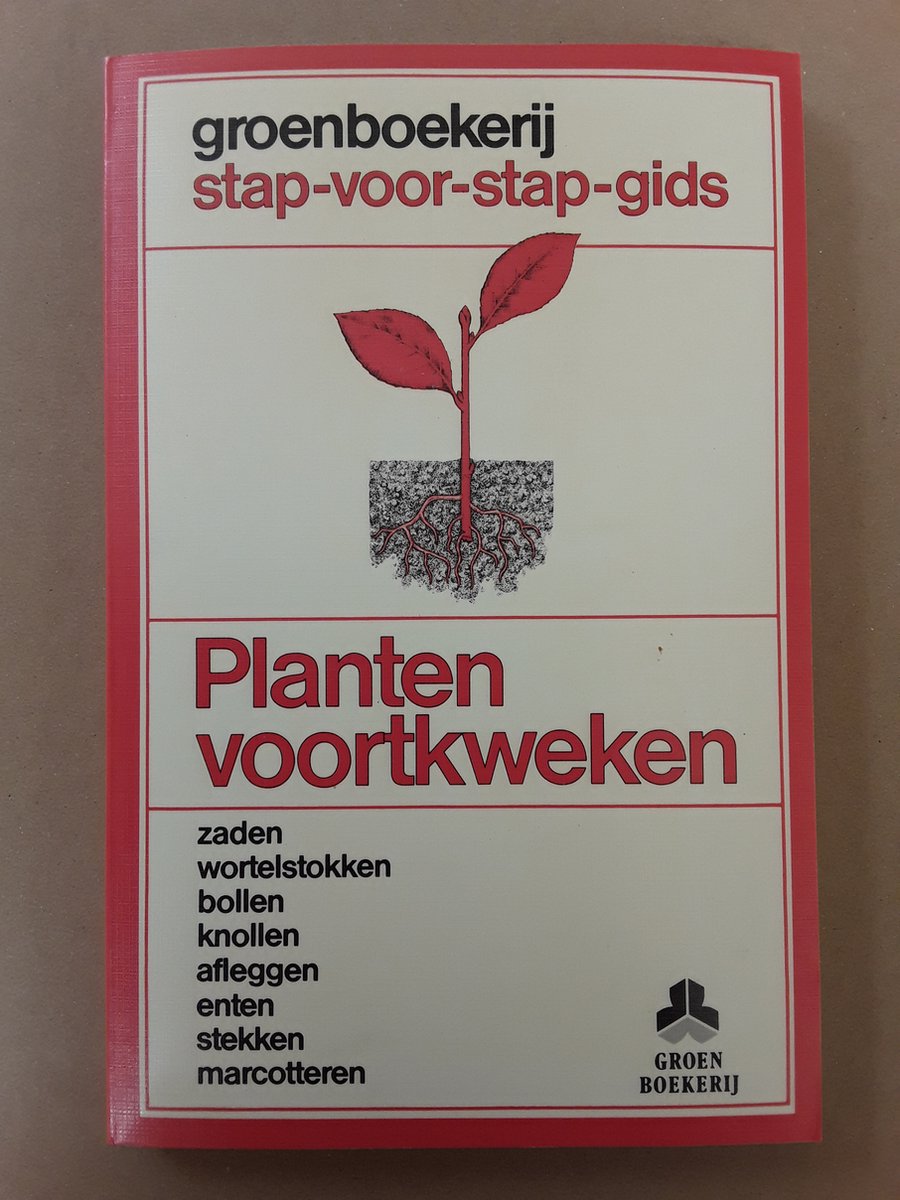 groenboekerij
stap-voor-stap-gids
Planten
voortkweken
zaden
wortelstokken
bollen
knollen
afleggen
enten
stekken
marcotteren
GROEN
BOEKERIJ